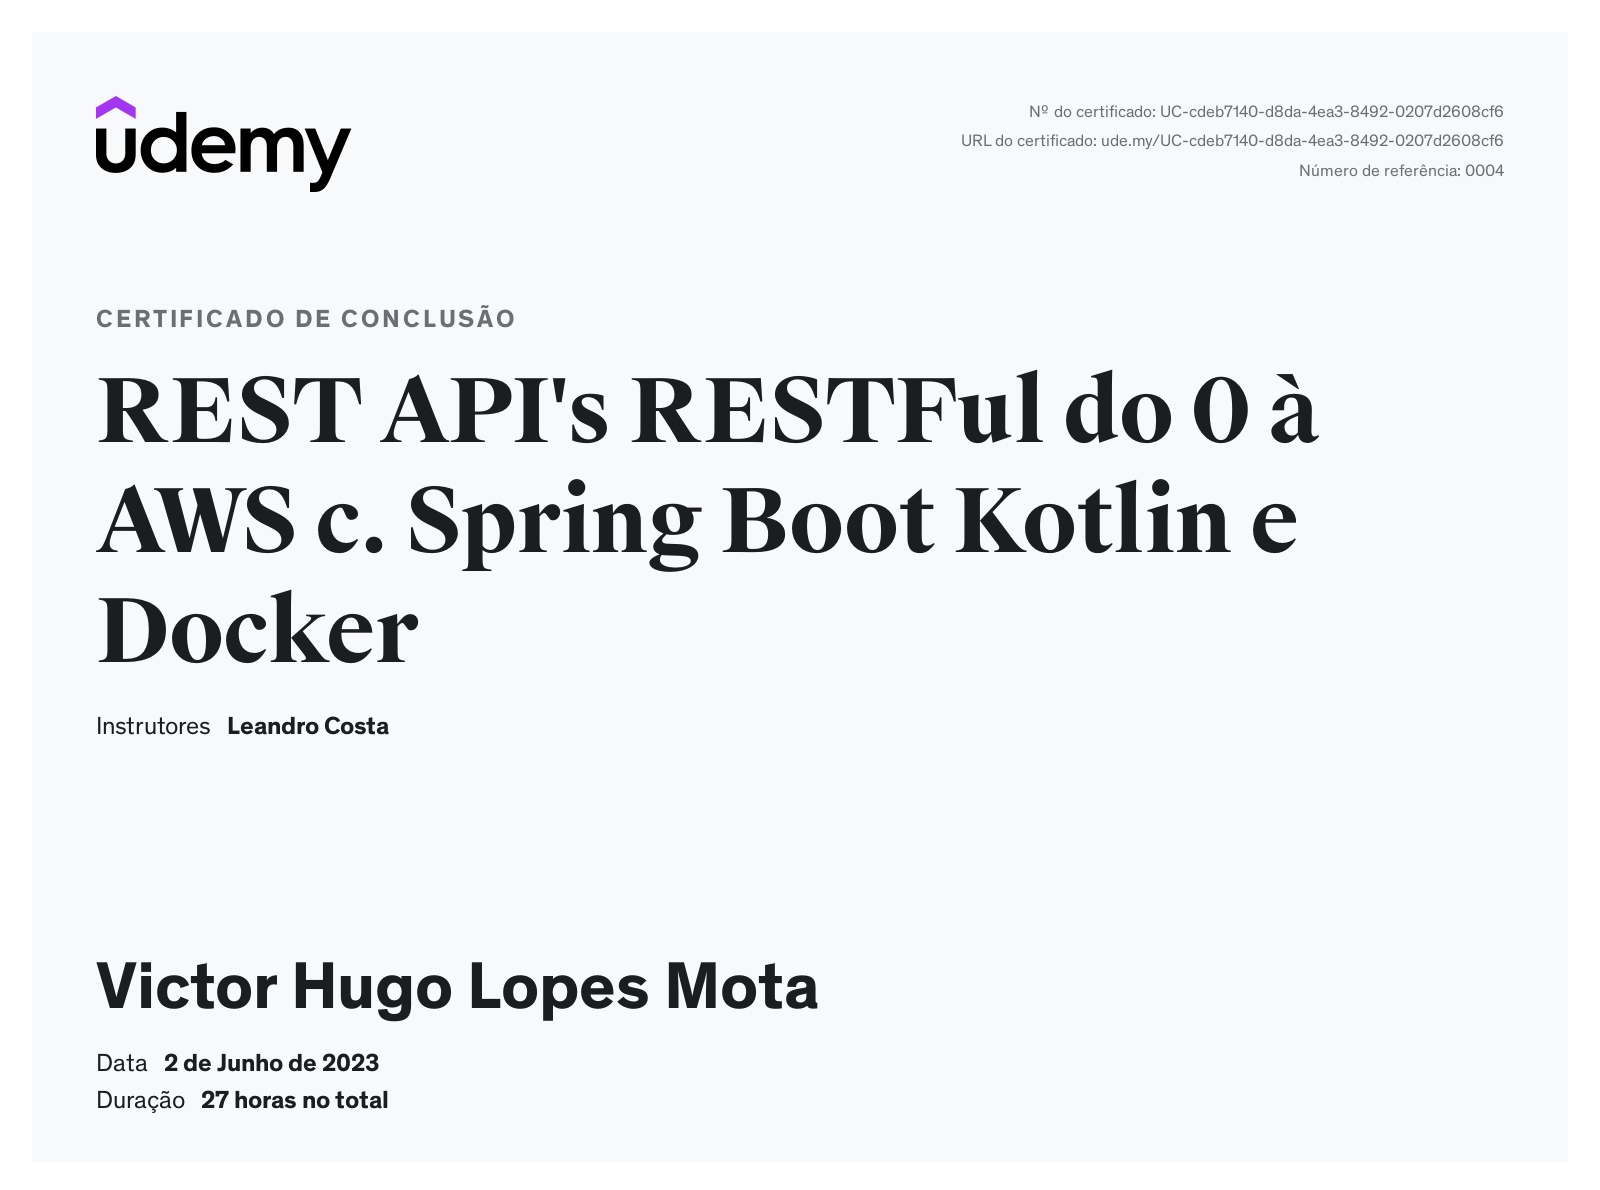 udemy
Nº do certificado: UC-cdeb7140-d8da-4ea3-8492-0207d2608cf6
URL do certificado: ude.my/UC-cdeb7140-d8da-4ea3-8492-0207d2608cf6
Número de referência: 0004
CERTIFICADO DE CONCLUSÃO
REST API's RESTFul do 0 à
AWS c. Spring Boot Kotlin e
Docker
Instrutores Leandro Costa
Victor Hugo Lopes Mota
Data 2 de Junho de 2023
Duração 27 horas no total